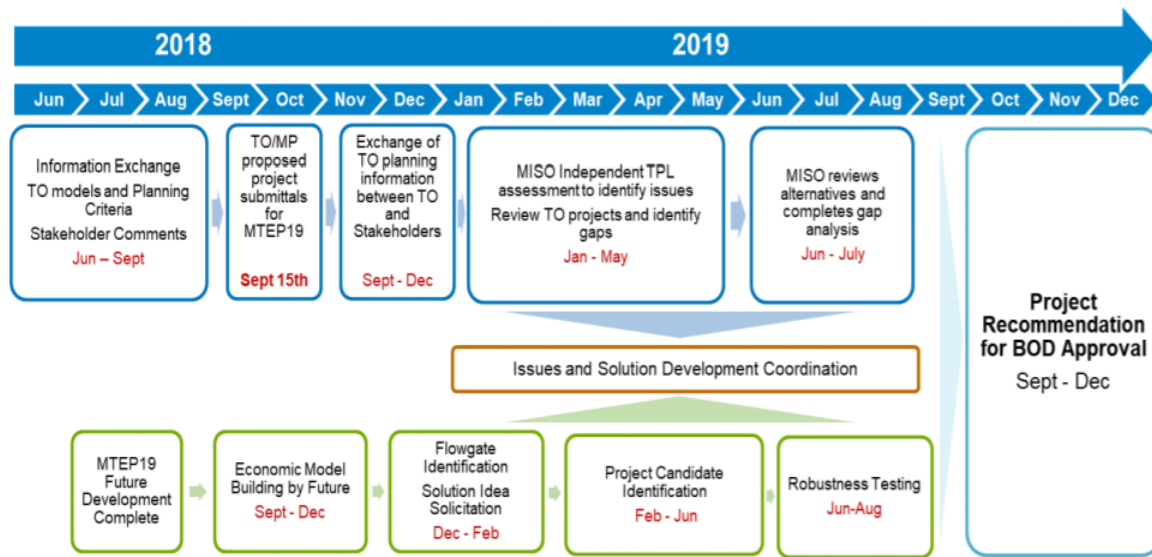 2018
2019
Jun Jul Aug Sept Oct Nov Dec Jan Feb Mar Apr May Jun Jul Aug Sept Oct Nov Dec
Information Exchange
TO models and Planning
Criteria
Stakeholder Comments
Jun – Sept
TO/MP
proposed
project
submittals
for
MTEP19
Sept 15th
Exchange of
TO planning
information
between TO
and
Stakeholders
Sept - Dec
MISO Independent TPL
assessment to identify issues
Review TO projects and identify
gaps
Jan - May
MISO reviews
alternatives and
completes gap
analysis
Jun - July
Project
Recommendation
for BOD Approval
Sept - Dec
Issues and Solution Development Coordination
MTEP19
Future
Development
Complete
Economic Model
Building by Future
Sept - Dec
Flowgate
Identification
Solution Idea
Solicitation
Dec - Feb
Project Candidate
Identification
Feb - Jun
Robustness Testing
Jun-Aug